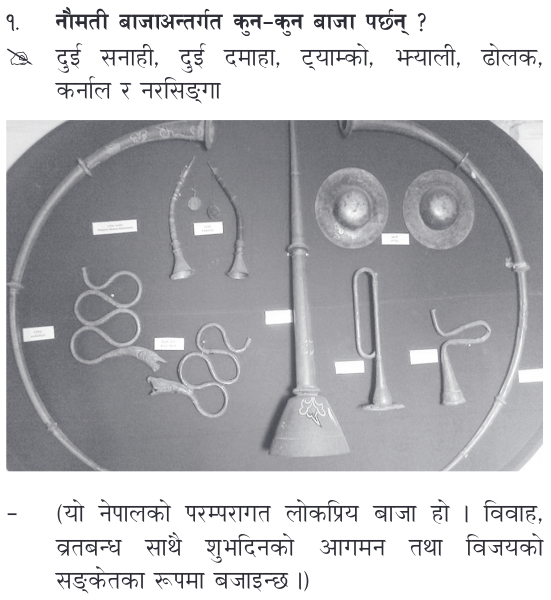 १. नौमती बाजाअन्तर्गत कुन-कुन बाजा पर्छन् ?
दुई सनाही, दुई दमाहा, ट्याम्को, झ्याली, ढोलक,
कर्नाल र नरसिङ्गा
- (यो नेपालको परम्परागत लोकप्रिय बाजा हो । विवाह,
व्रतबन्ध साथै शुभदिनको आगमन तथा विजयको
सङ्केतका रूपमा बजाइन्छ ।)